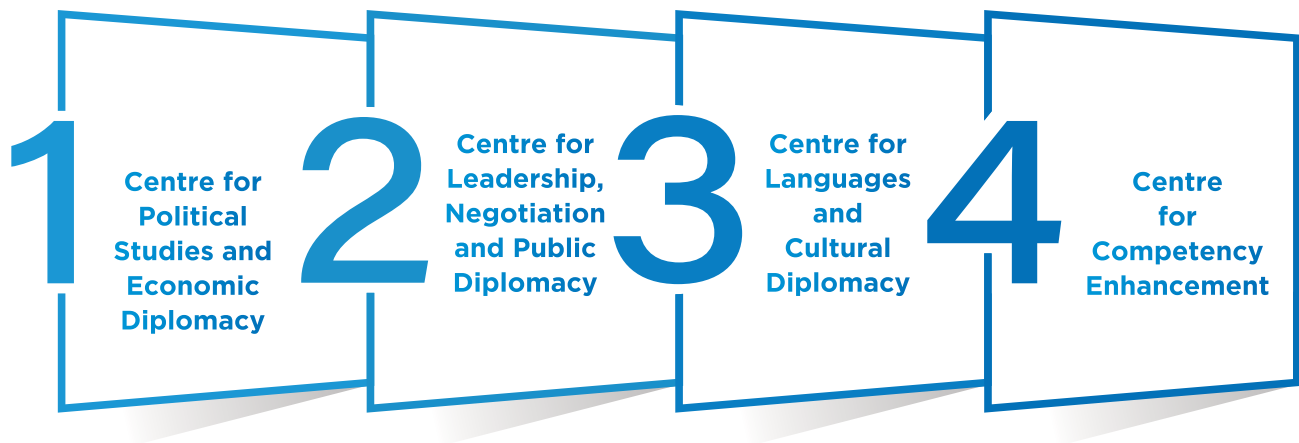 1
Centre for
Political
Studies and
Economic
Diplomacy
2
Centre for
Leadership,
Negotiation
and Public
Diplomacy
3
Centre for
Languages
and
Cultural
Diplomacy
4
Centre
for
Competency
Enhancement